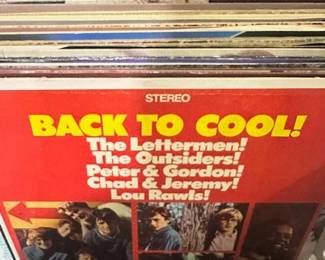 STEREO
BACK TO COOL!
The Lettermen!
The Outsiders!
Peter & Gordon!
Chad & Jeremy!
Lou Rawls!